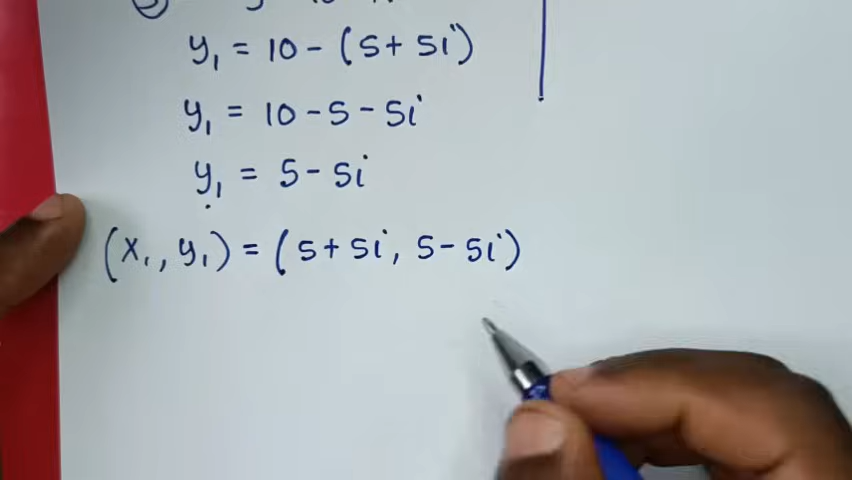 y₁ = 10 - (5 + 5i)
y₁ = 10 - 5 - 5i
y₁ = 5 - 5i
(x₁, y₁) = (5 + 5i, 5 - 5i)